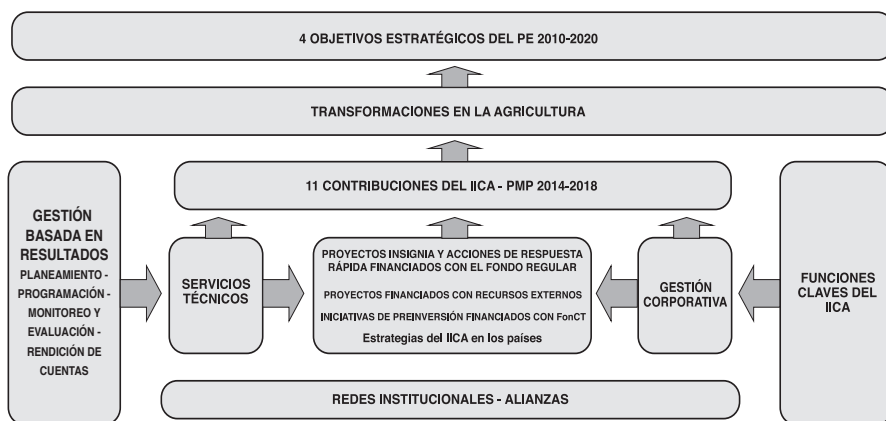 4 OBJETIVOS ESTRATÉGICOS DEL PE 2010-2020
TRANSFORMACIONES EN LA AGRICULTURA
11 CONTRIBUCIONES DEL IICA - PMP 2014-2018
GESTIÓN
BASADA EN
RESULTADOS
PLANEAMIENTO -
PROGRAMACIÓN -
MONITOREO Y
EVALUACIÓN -
RENDICIÓN DE
CUENTAS
SERVICIOS
TÉCNICOS
PROYECTOS INSIGNIA Y ACCIONES DE RESPUESTA
RÁPIDA FINANCIADOS CON EL FONDO REGULAR
PROYECTOS FINANCIADOS CON RECURSOS EXTERNOS
INICIATIVAS DE PREINVERSIÓN FINANCIADOS CON FonCT
Estrategias del IICA en los países
GESTIÓN
CORPORATIVA
FUNCIONES
CLAVES DEL
IICA
REDES INSTITUCIONALES - ALIANZAS